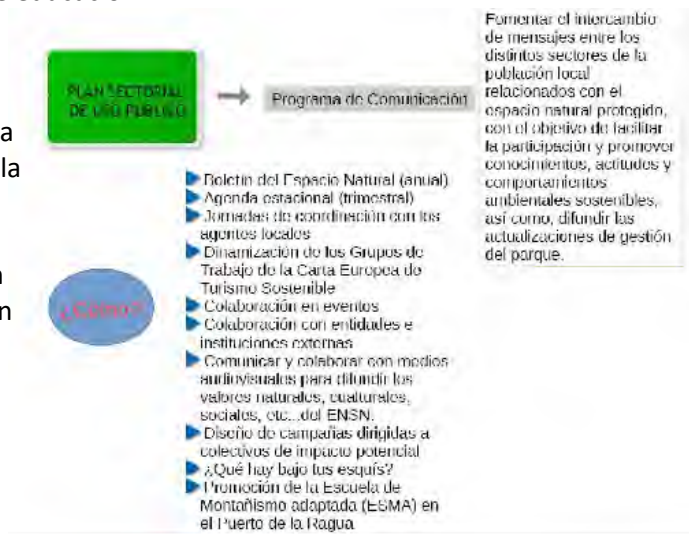 PLAN SECTORIAL
DE USO PÚBLICO
Programa de Comunicación
Fomentar el intercambio
de mensajes entre los
distintos sectores de la
población local
relacionados con el
espacio natural protegido,
con el objetivo de facilitar
la participación y promover
conocimientos, actitudes y
comportamientos
ambientales sostenibles,
así como, difundir las
actualizaciones de gestión
del parque.
a
la
n
¿Cómo?
Boletín del Espacio Natural (anual)
Agenda estacional (trimestral)
Jornadas de coordinación con los
agentes locales
Dinamización de los Grupos de
Trabajo de la Carta Europea de
Turismo Sostenible
Colaboración en eventos
Colaboración con entidades e
instituciones externas
Comunicar y colaborar con medios
audiovisuales para difundir los
valores naturales, cualturales,
sociales, etc...del ENSN.
Diseño de campañas dirigidas a
colectivos de impacto potencial
¿Qué hay bajo tus esquís?
Promoción de la Escuela de
Montañismo adaptada (ESMA) en
el Puerto de la Ragua